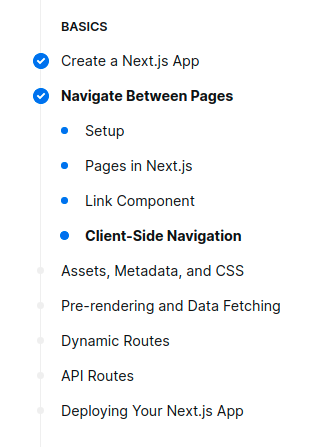 BASICS
Create a Next.js App
Navigate Between Pages
Setup
Pages in Next.js
Link Component
Client-Side Navigation
Assets, Metadata, and CSS
Pre-rendering and Data Fetching
Dynamic Routes
API Routes
Deploying Your Next.js App